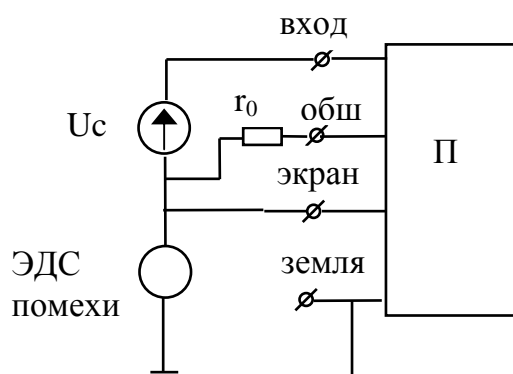 вход
r₀
обш
Uc
П
экран
ЭДС
помехи
земля